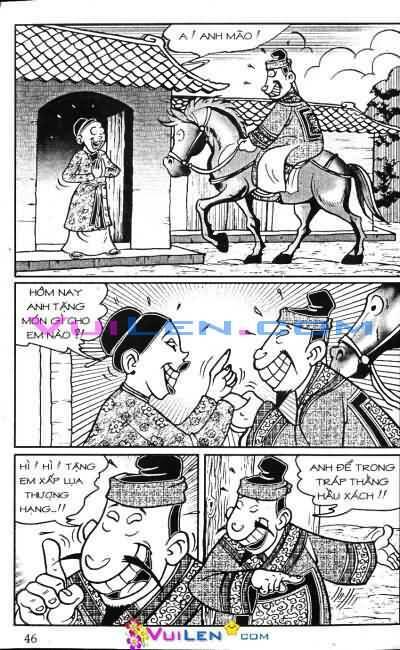 A! ANH MÃO!
HÔM NAY
ANH TẶNG
MÓN GÌ CHO
EM NÀO?!!
VUILEN.COM
HÌ! HÌ! TẶNG
EM XẤP LỤA
THƯỢNG
HẠNG...!!
ANH ĐỂ TRONG
TRÁP THẰNG
HẦU XÁCH!!
46
VUILEN.COM